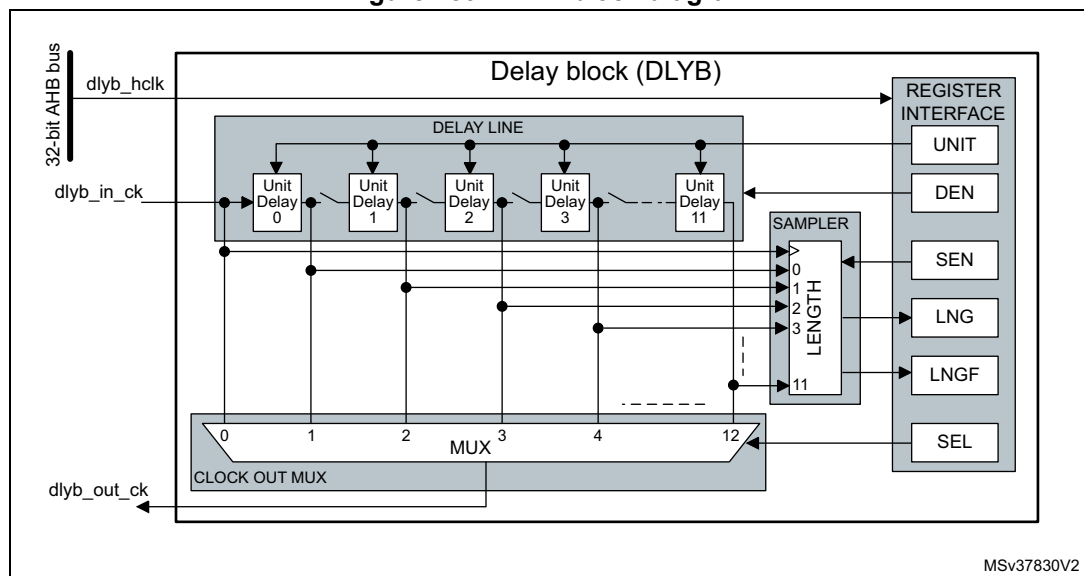 Delay block (DLYB)
32-bit AHB bus
dlyb_hclk
REGISTER
INTERFACE
DELAY LINE
UNIT
dlyb_in_ck
Unit
Delay
0
Unit
Delay
1
Unit
Delay
2
Unit
Delay
3
Unit
Delay
11
DEN
SAMPLER
SEN
0
1
2
3
11
LENGTH
LNG
LNGF
0
1
2
3
4
12
MUX
SEL
CLOCK OUT MUX
dlyb_out_ck
MSv37830V2